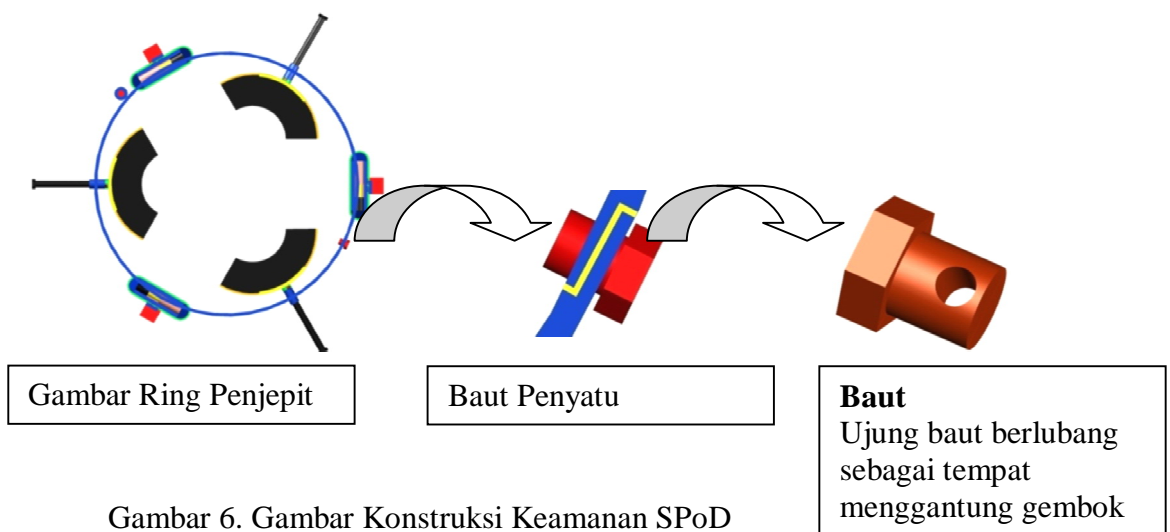 Gambar Ring Penjepit
Baut Penyatu
Baut
Ujung baut berlubang
sebagai tempat
menggantung gembok
Gambar 6. Gambar Konstruksi Keamanan SPoD